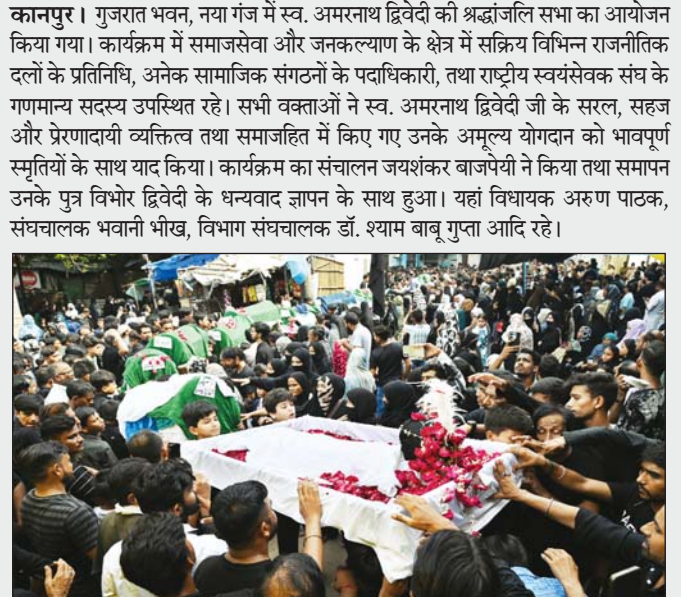 कानपुर। गुजरात भवन, नया गंज में स्व. अमरनाथ द्विवेदी की श्रद्धांजलि सभा का आयोजन
किया गया। कार्यक्रम में समाजसेवा और जनकल्याण के क्षेत्र में सक्रिय विभिन्न राजनीतिक
दलों के प्रतिनिधि, अनेक सामाजिक संगठनों के पदाधिकारी, तथा राष्ट्रीय स्वयंसेवक संघ के
गणमान्य सदस्य उपस्थित रहे। सभी वक्ताओं ने स्व. अमरनाथ द्विवेदी जी के सरल, सहज
और प्रेरणादायी व्यक्तित्व तथा समाजहित में किए गए उनके अमूल्य योगदान को भावपूर्ण
स्मृतियों के साथ याद किया। कार्यक्रम का संचालन जयशंकर बाजपेयी ने किया तथा समापन
उनके पुत्र विभोर द्विवेदी के धन्यवाद ज्ञापन के साथ हुआ। यहां विधायक अरुण पाठक,
संघचालक भवानी भीख, विभाग संघचालक डॉ. श्याम बाबू गुप्ता आदि रहे।